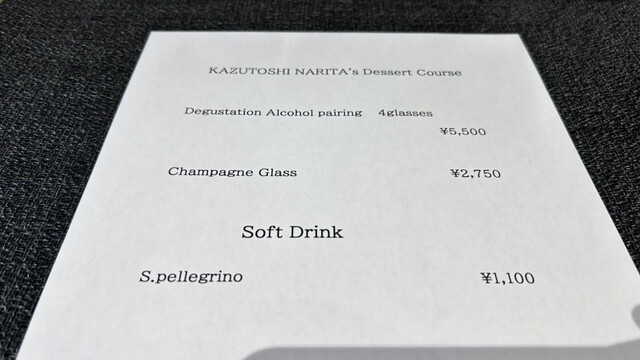 KAZUTOSHI NARITA's Dessert Course
Degustation Alcohol pairing 4glasses
¥5,500
Champagne Glass ¥2,750
Soft Drink
S.pellegrino ¥1,100